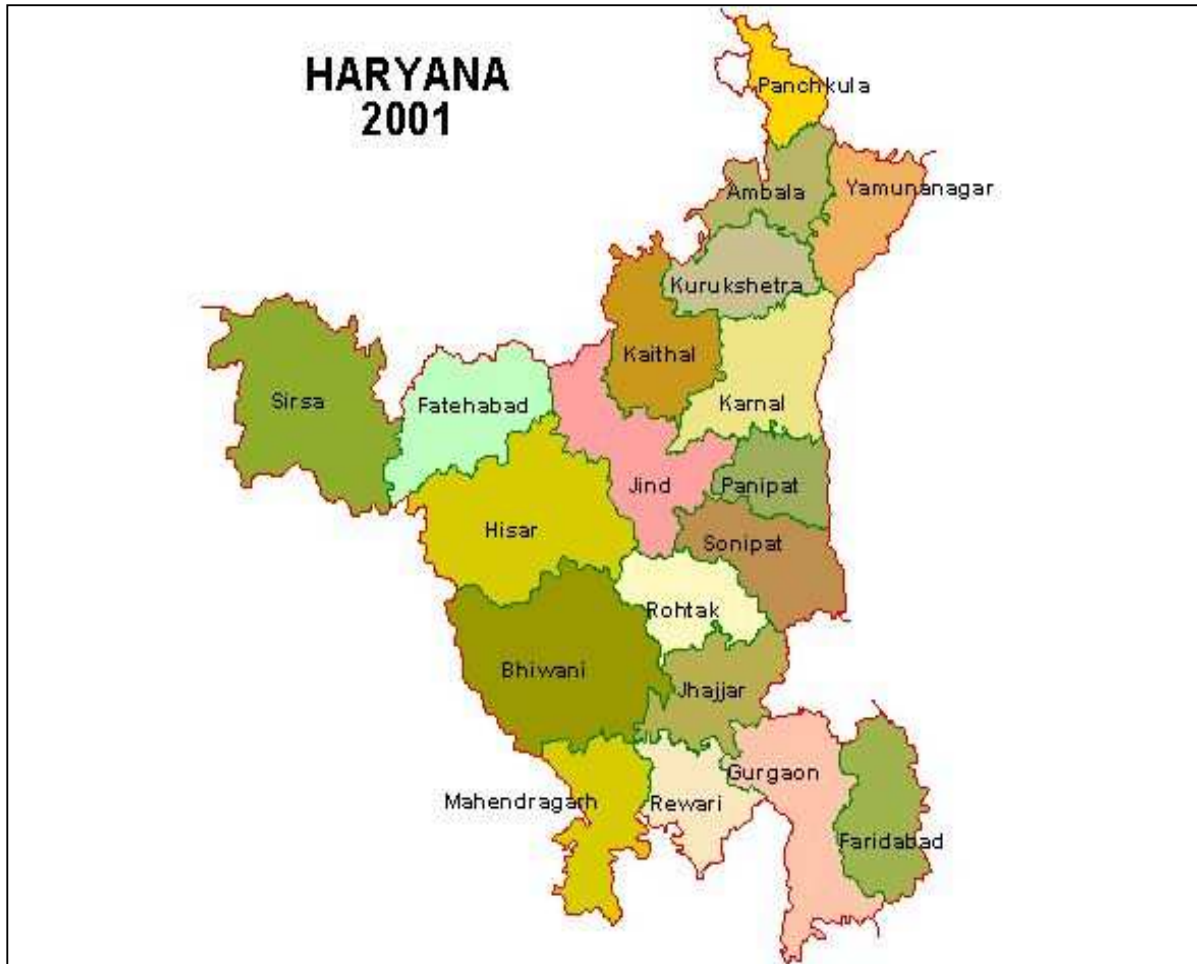 HARYANA
2001
Panchkula
Ambala
Yamunanagar
Kurukshetra
Kaithal
Sirsa
Fatehabad
Karnal
Jind
Panipat
Hisar
Sonipat
Rohtak
Bhiwani
Jhajjar
Gurgaon
Mahendragarh
Rewari
Faridabad